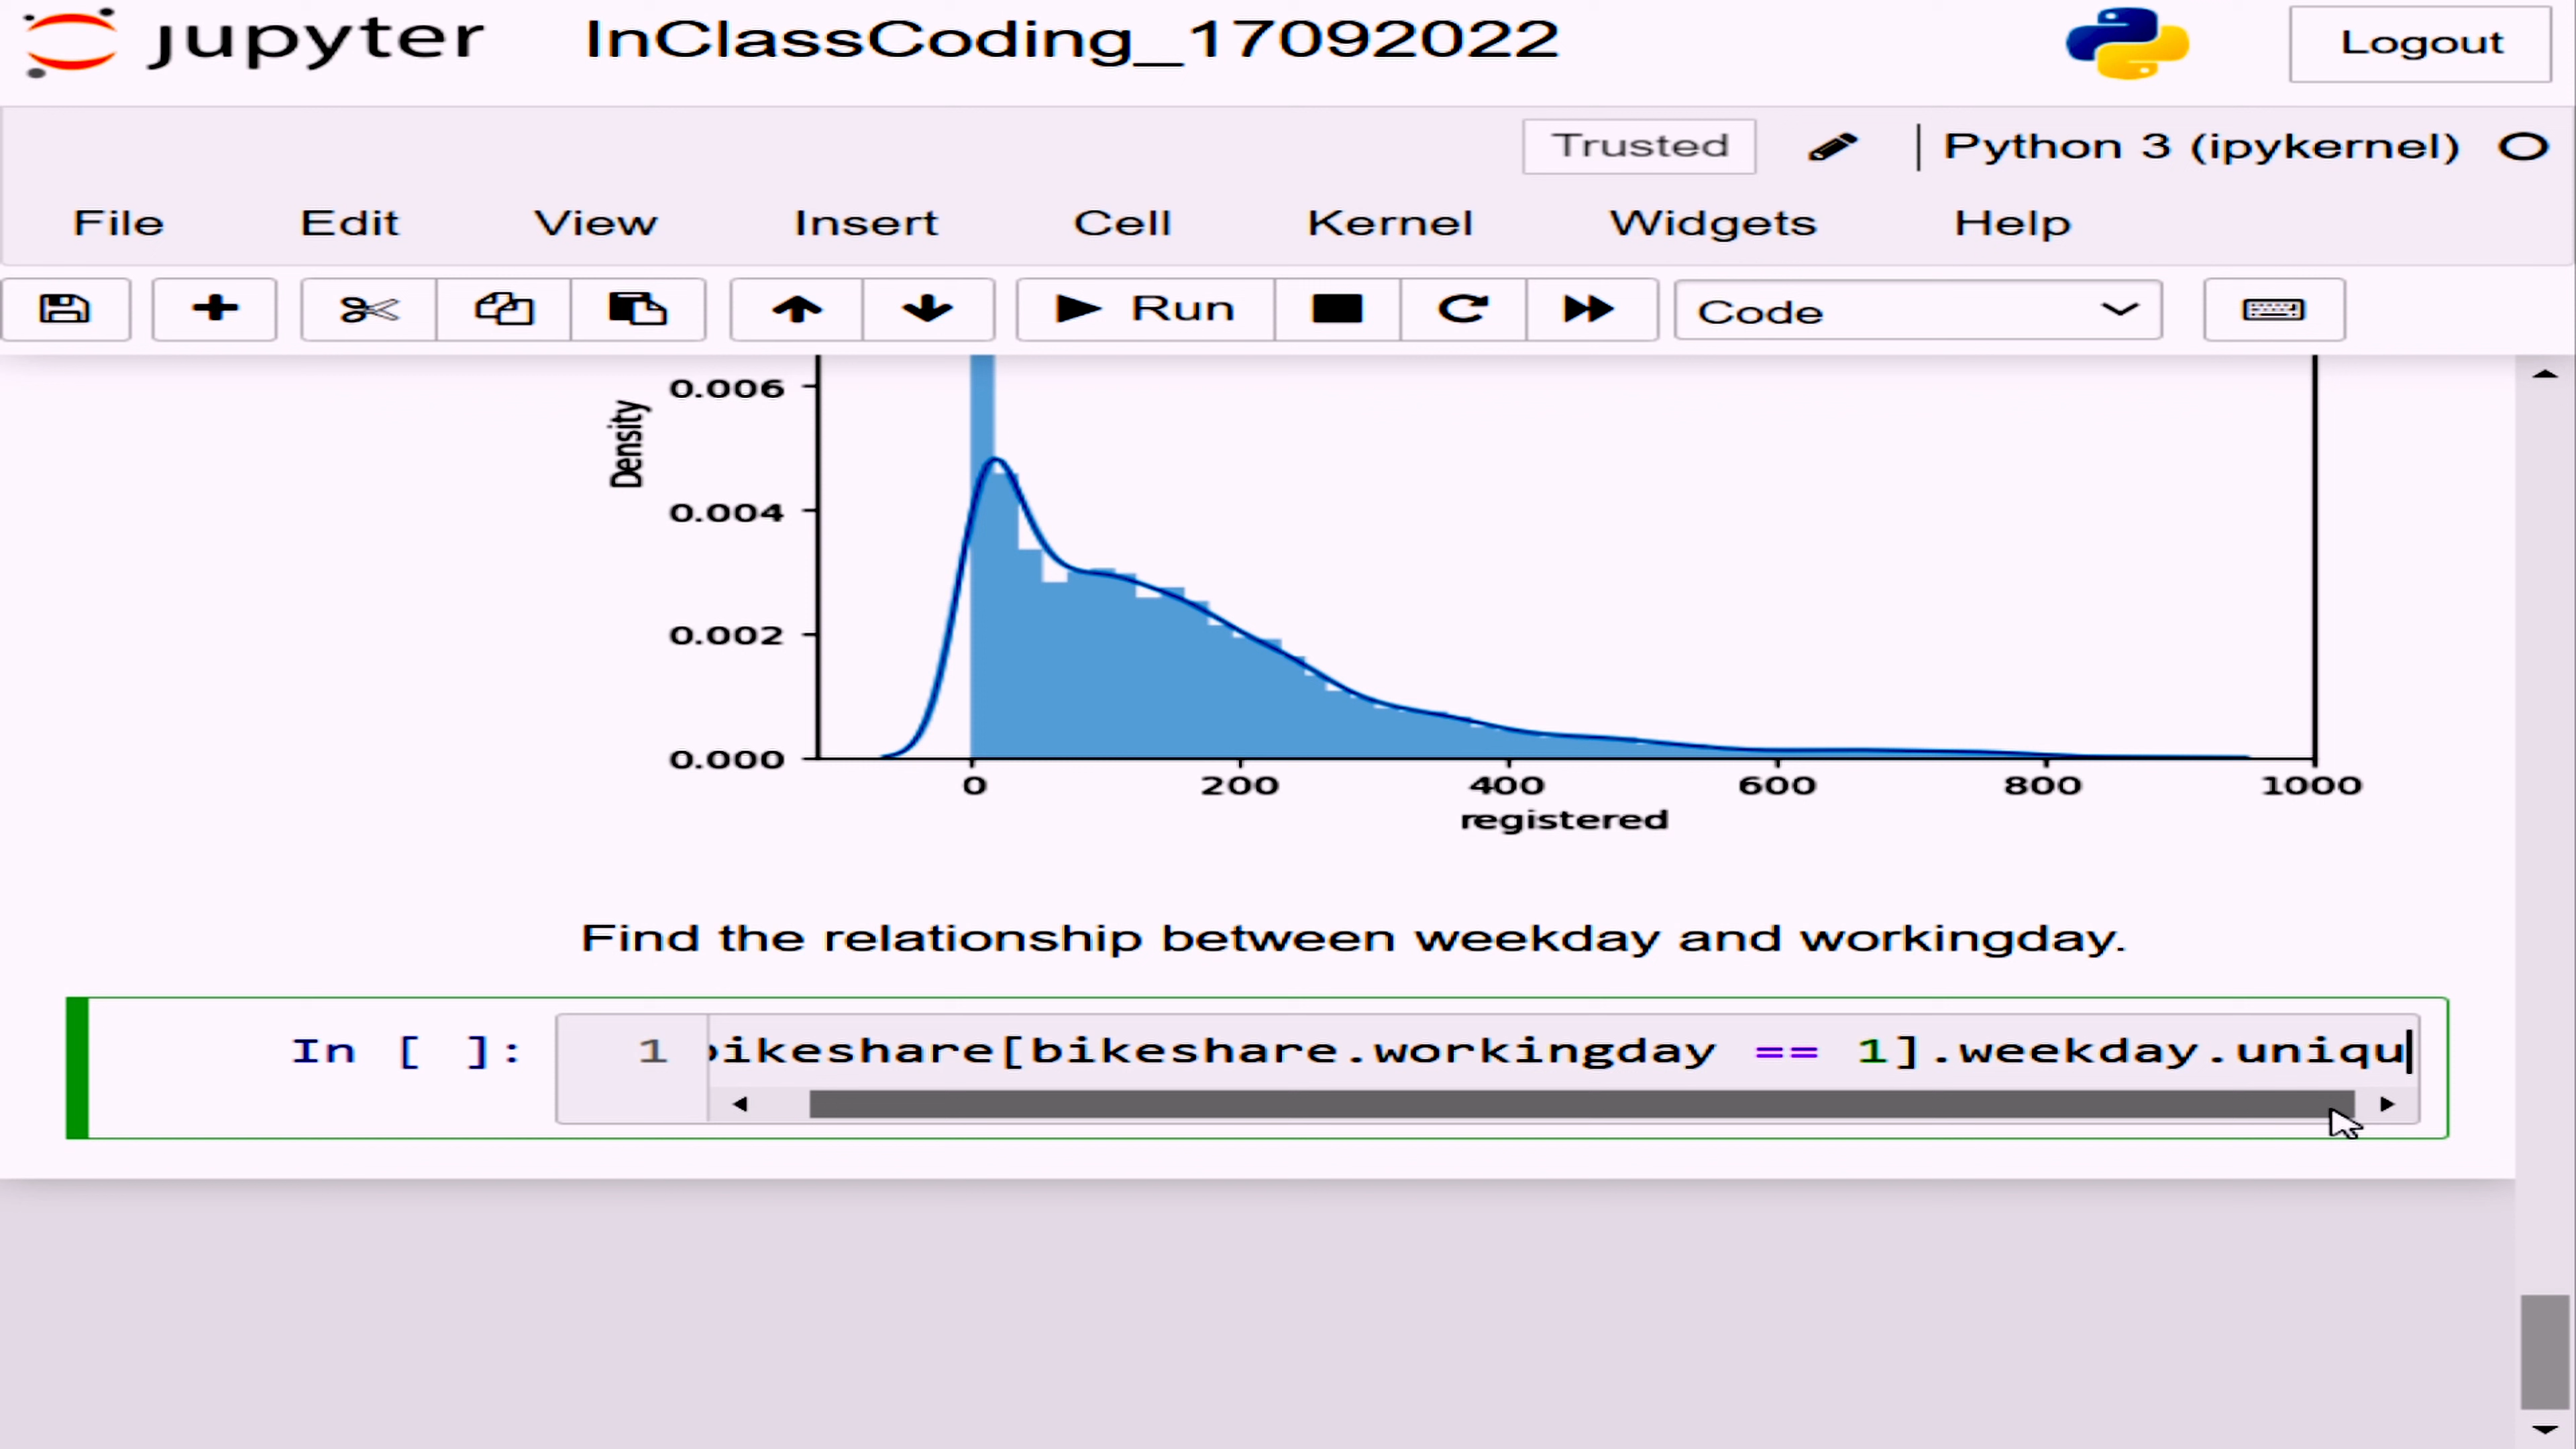 jupyter InClassCoding_17092022 Logout
Trusted Python 3 (ipykernel)
File Edit View Insert Cell Kernel Widgets Help
Run Code
Density
0.006
0.004
0.002
0.000
0 200 400 600 800 1000
registered
Find the relationship between weekday and workingday.
In [ ]: 1 bikeshare[bikeshare.workingday == 1].weekday.uniqu